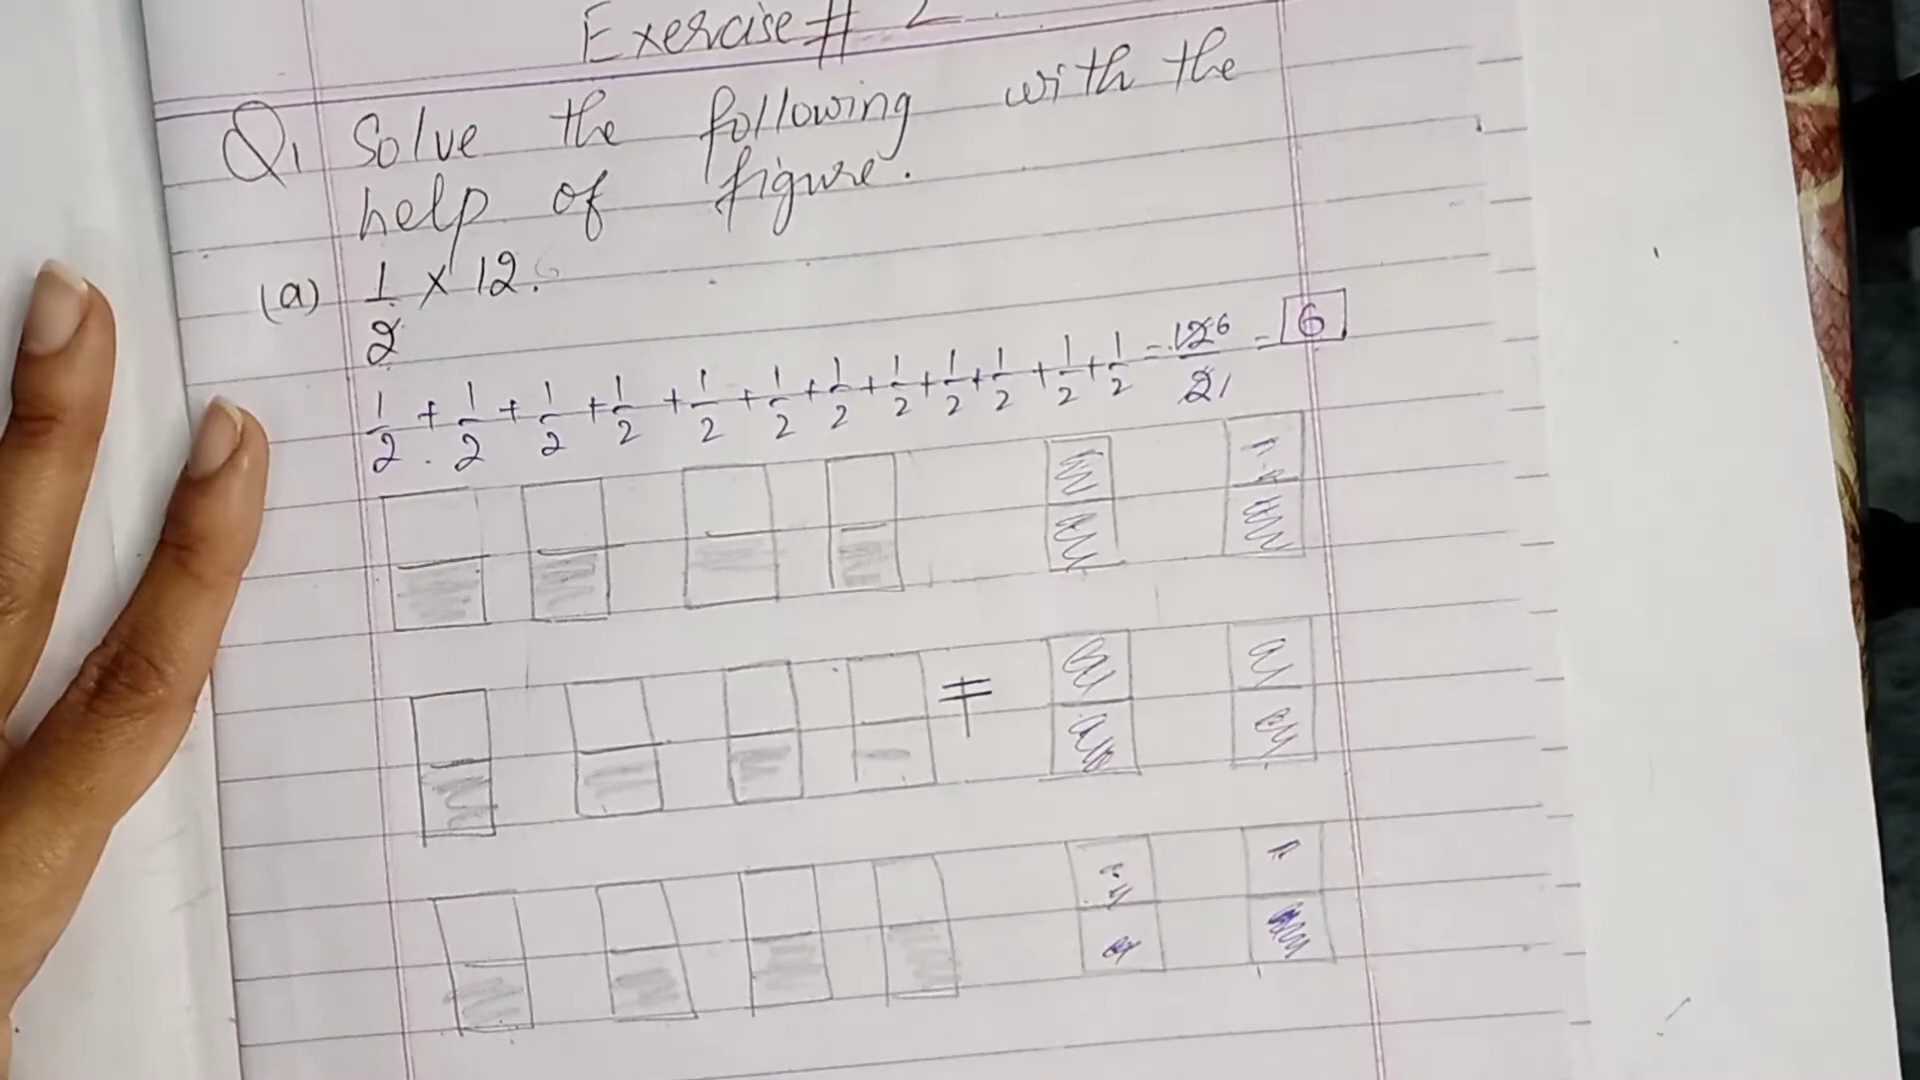 Exercise # 2
Q1 Solve the following with the
help of figure.
(a) 1/2 x 12.
1/2 + 1/2 + 1/2 + 1/2 + 1/2 + 1/2 + 1/2 + 1/2 + 1/2 + 1/2 + 1/2 + 1/2 = 12 6/2 1 = 6
=